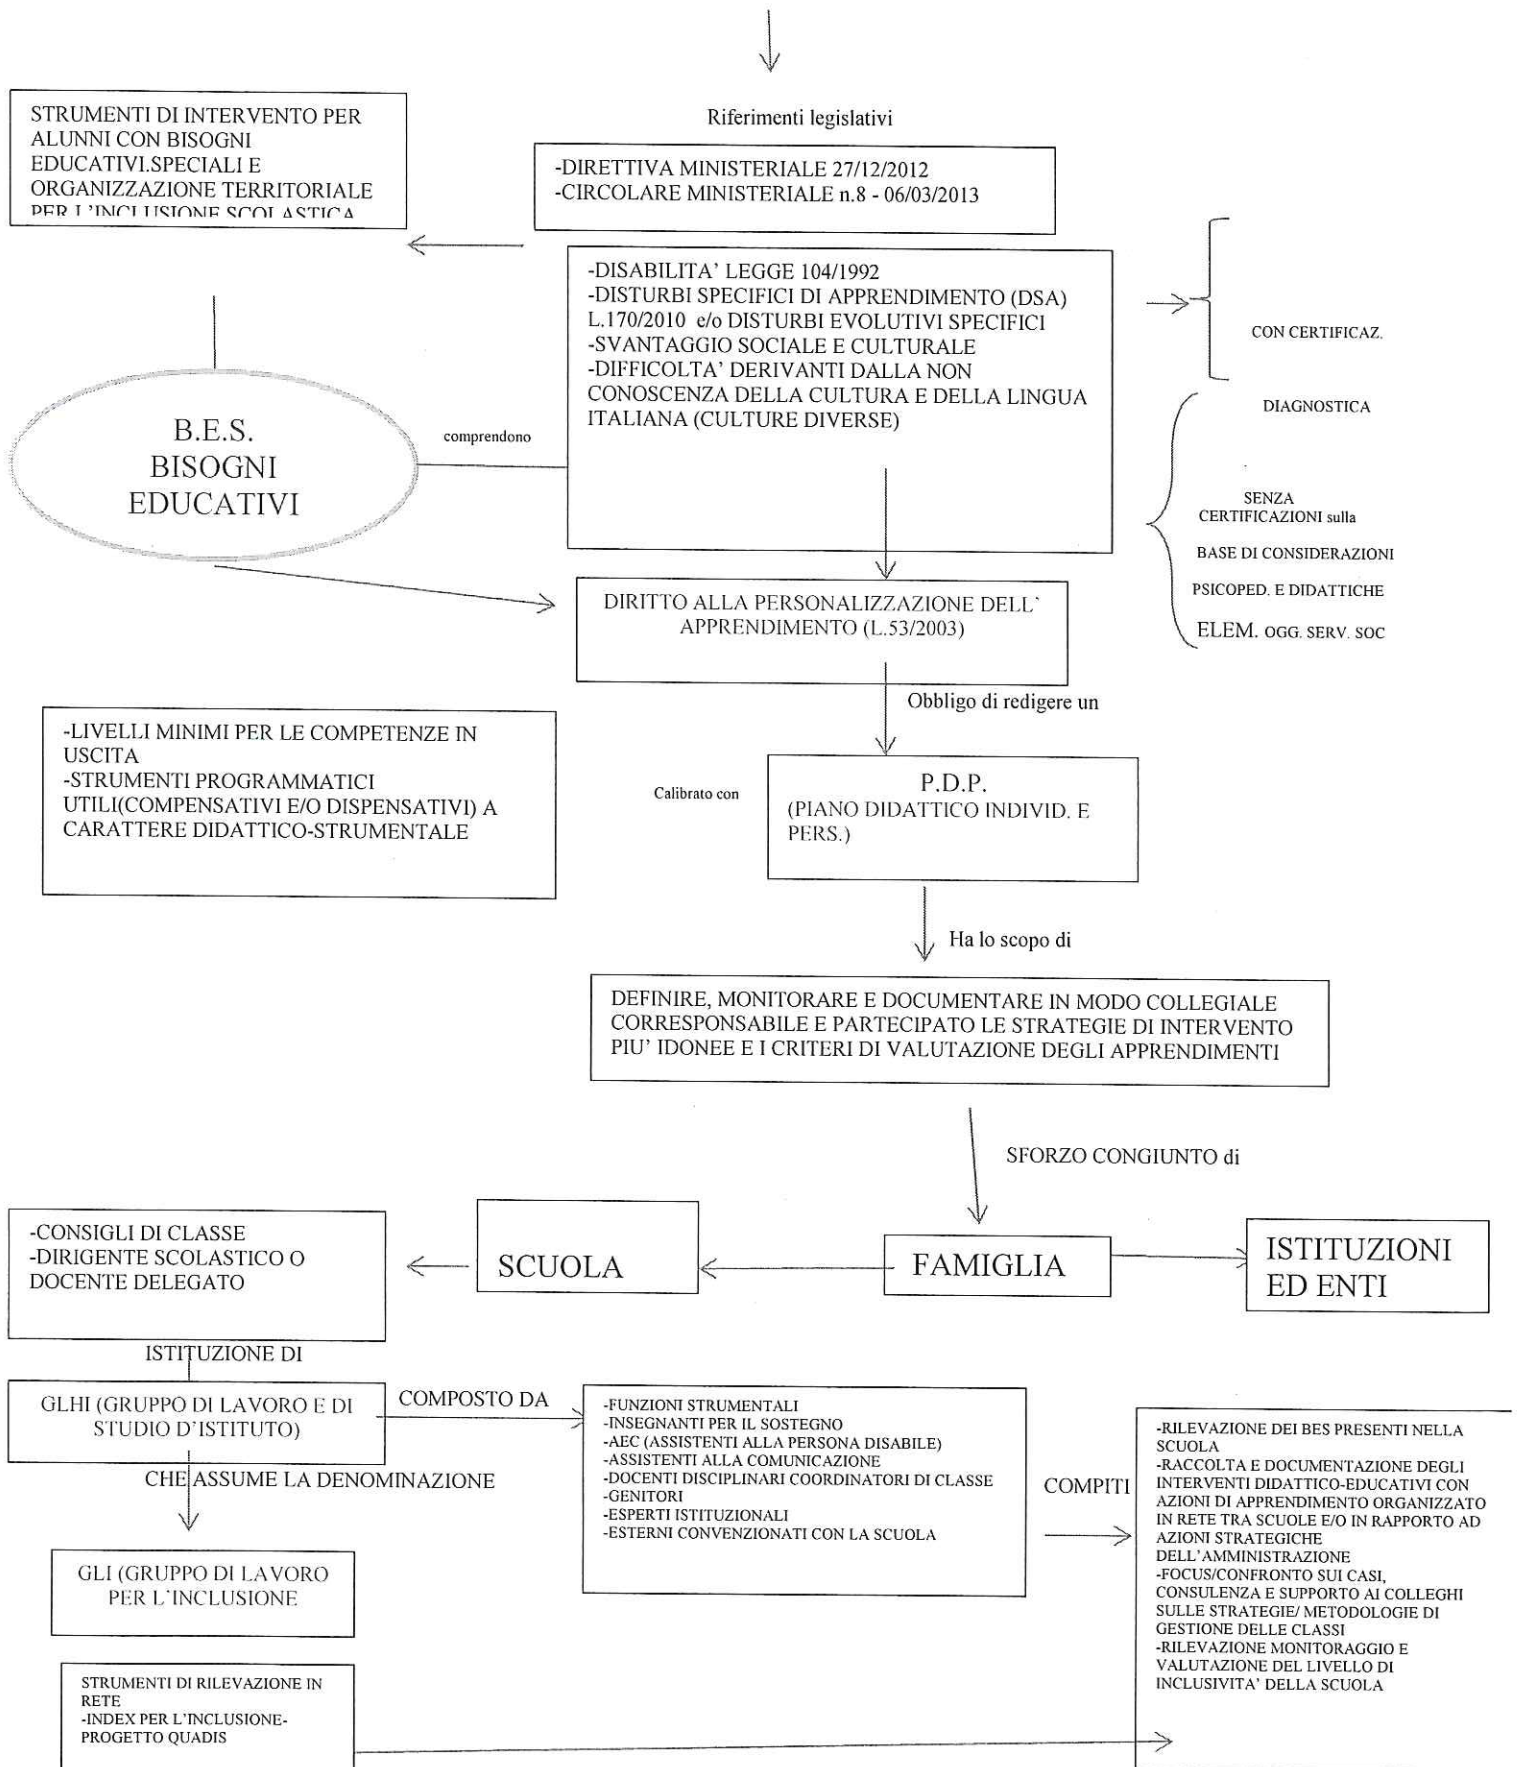 Riferimenti legislativi
STRUMENTI DI INTERVENTO PER
ALUNNI CON BISOGNI
EDUCATIVI.SPECIALI E
ORGANIZZAZIONE TERRITORIALE
PER L'INCLUSIONE SCOLASTICA
-DIRETTIVA MINISTERIALE 27/12/2012
-CIRCOLARE MINISTERIALE n.8 - 06/03/2013
-DISABILITA' LEGGE 104/1992
-DISTURBI SPECIFICI DI APPRENDIMENTO (DSA)
L.170/2010 e/o DISTURBI EVOLUTIVI SPECIFICI
-SVANTAGGIO SOCIALE E CULTURALE
-DIFFICOLTA' DERIVANTI DALLA NON
CONOSCENZA DELLA CULTURA E DELLA LINGUA
ITALIANA (CULTURE DIVERSE)
CON CERTIFICAZ.
DIAGNOSTICA
SENZA
CERTIFICAZIONI sulla
BASE DI CONSIDERAZIONI
PSICOPED. E DIDATTICHE
ELEM. OGG. SERV. SOC
B.E.S.
BISOGNI
EDUCATIVI
comprendono
DIRITTO ALLA PERSONALIZZAZIONE DELL'
APPRENDIMENTO (L.53/2003)
Obbligo di redigere un
-LIVELLI MINIMI PER LE COMPETENZE IN
USCITA
-STRUMENTI PROGRAMMATICI
UTILI(COMPENSATIVI E/O DISPENSATIVI) A
CARATTERE DIDATTICO-STRUMENTALE
Calibrato con
P.D.P.
(PIANO DIDATTICO INDIVID. E
PERS.)
Ha lo scopo di
DEFINIRE, MONITORARE E DOCUMENTARE IN MODO COLLEGIALE
CORRESPONSABILE E PARTECIPATO LE STRATEGIE DI INTERVENTO
PIU' IDONEE E I CRITERI DI VALUTAZIONE DEGLI APPRENDIMENTI
SFORZO CONGIUNTO di
-CONSIGLI DI CLASSE
-DIRIGENTE SCOLASTICO O
DOCENTE DELEGATO
SCUOLA
FAMIGLIA
ISTITUZIONI
ED ENTI
ISTITUZIONE DI
GLHI (GRUPPO DI LAVORO E DI
STUDIO D'ISTITUTO)
COMPOSTO DA
-FUNZIONI STRUMENTALI
-INSEGNANTI PER IL SOSTEGNO
-AEC (ASSISTENTI ALLA PERSONA DISABILE)
-ASSISTENTI ALLA COMUNICAZIONE
-DOCENTI DISCIPLINARI COORDINATORI DI CLASSE
-GENITORI
-ESPERTI ISTITUZIONALI
-ESTERNI CONVENZIONATI CON LA SCUOLA
COMPITI
-RILEVAZIONE DEI BES PRESENTI NELLA
SCUOLA
-RACCOLTA E DOCUMENTAZIONE DEGLI
INTERVENTI DIDATTICO-EDUCATIVI CON
AZIONI DI APPRENDIMENTO ORGANIZZATO
IN RETE TRA SCUOLE E/O IN RAPPORTO AD
AZIONI STRATEGICHE
DELL'AMMINISTRAZIONE
-FOCUS/CONFRONTO SUI CASI,
CONSULENZA E SUPPORTO AI COLLEGHI
SULLE STRATEGIE/ METODOLOGIE DI
GESTIONE DELLE CLASSI
-RILEVAZIONE MONITORAGGIO E
VALUTAZIONE DEL LIVELLO DI
INCLUSIVITA' DELLA SCUOLA
CHE ASSUME LA DENOMINAZIONE
GLI (GRUPPO DI LAVORO
PER L'INCLUSIONE
STRUMENTI DI RILEVAZIONE IN
RETE
-INDEX PER L'INCLUSIONE-
PROGETTO QUADIS